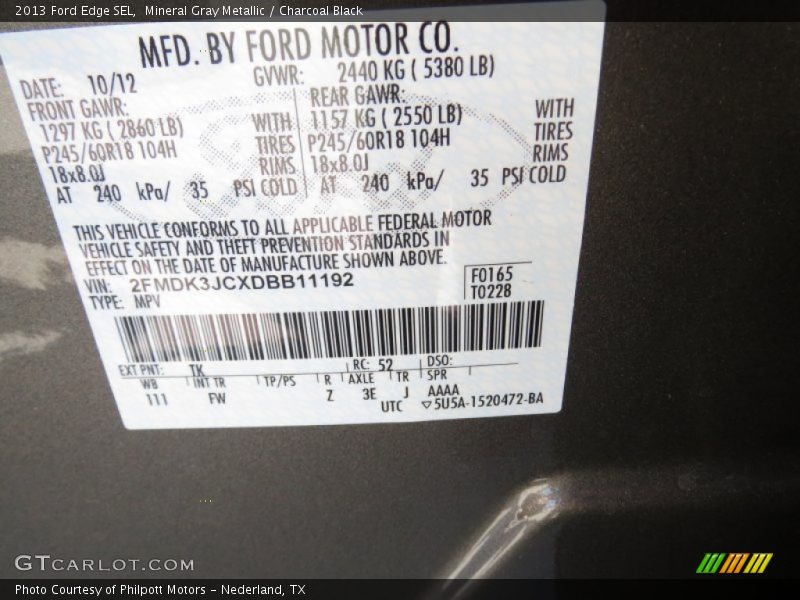 2013 Ford Edge SEL, Mineral Gray Metallic / Charcoal Black
MFD. BY FORD MOTOR CO.
DATE: 10/12 GVWR: 2440 KG ( 5380 LB)
FRONT GAWR: REAR GAWR:
1297 KG ( 2860 LB) WITH 1157 KG ( 2550 LB) WITH
P245/60R18 104H TIRES P245/60R18 104H TIRES
18x8.0J RIMS 18x8.0J RIMS
AT 240 kPa/ 35 PSI COLD AT 240 kPa/ 35 PSI COLD
THIS VEHICLE CONFORMS TO ALL APPLICABLE FEDERAL MOTOR
VEHICLE SAFETY AND THEFT PREVENTION STANDARDS IN
EFFECT ON THE DATE OF MANUFACTURE SHOWN ABOVE.
VIN: 2FMDK3JCXDBB11192 F0165
TYPE: MPV T0228
EXT PNT: TK RC: 52 DSO:
WB INT TR TP/PS R AXLE TR SPR
111 FW Z 3E J AAAA
UTC ▽5U5A-1520472-BA
GTCARLOT.COM
Photo Courtesy of Philpott Motors - Nederland, TX